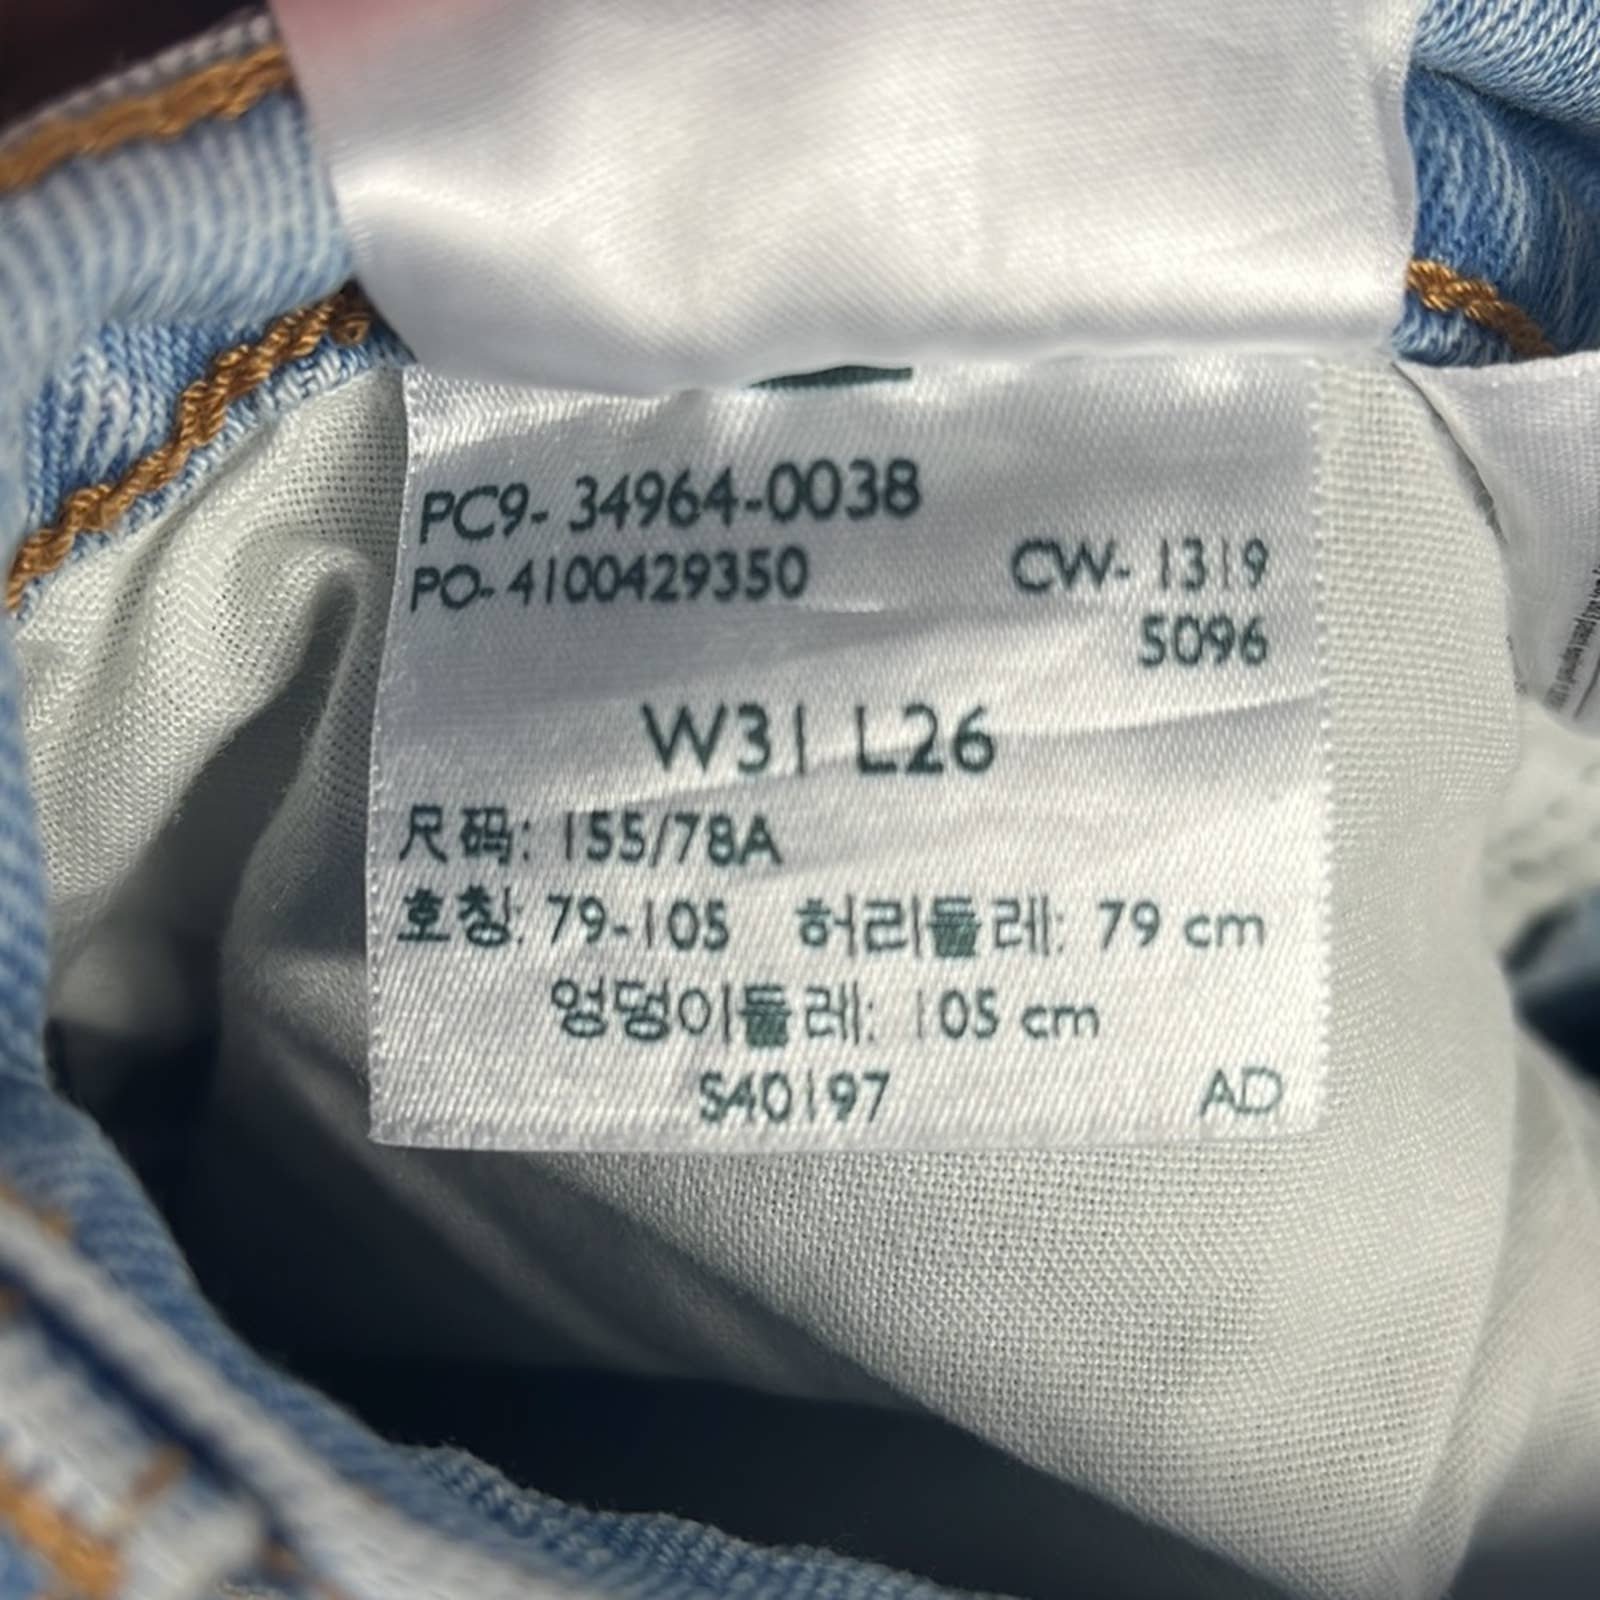 PC9- 34964-0038
PO- 4100429350 CW- 1319
5096
W31 L26
尺码: 155/78A
호칭: 79-105 허리둘레: 79 cm
엉덩이둘레: 105 cm
S40197 AD